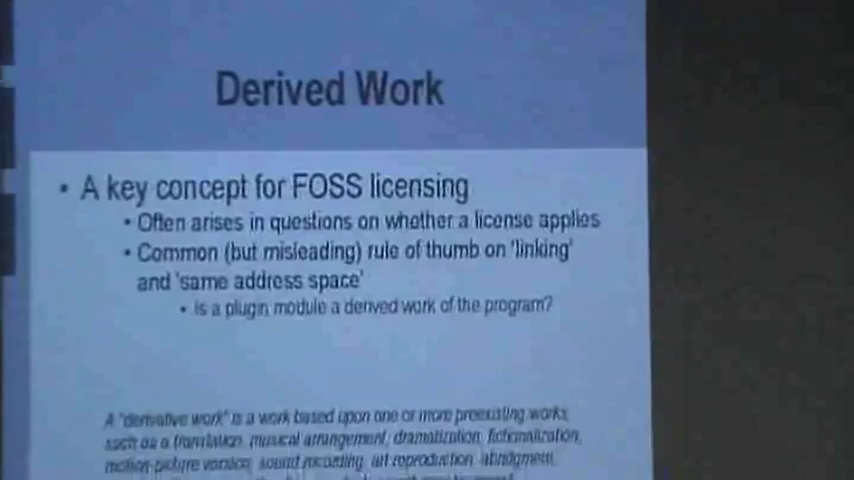 Derived Work
• A key concept for FOSS licensing
• Often arises in questions on whether a license applies
• Common (but misleading) rule of thumb on 'linking'
and 'same address space'
• Is a plugin module a derived work of the program?
A "derivative work" is a work based upon one or more preexisting works,
such as a translation, musical arrangement, dramatization, fictionalization,
motion-picture version, sound recording, art reproduction, abridgment,